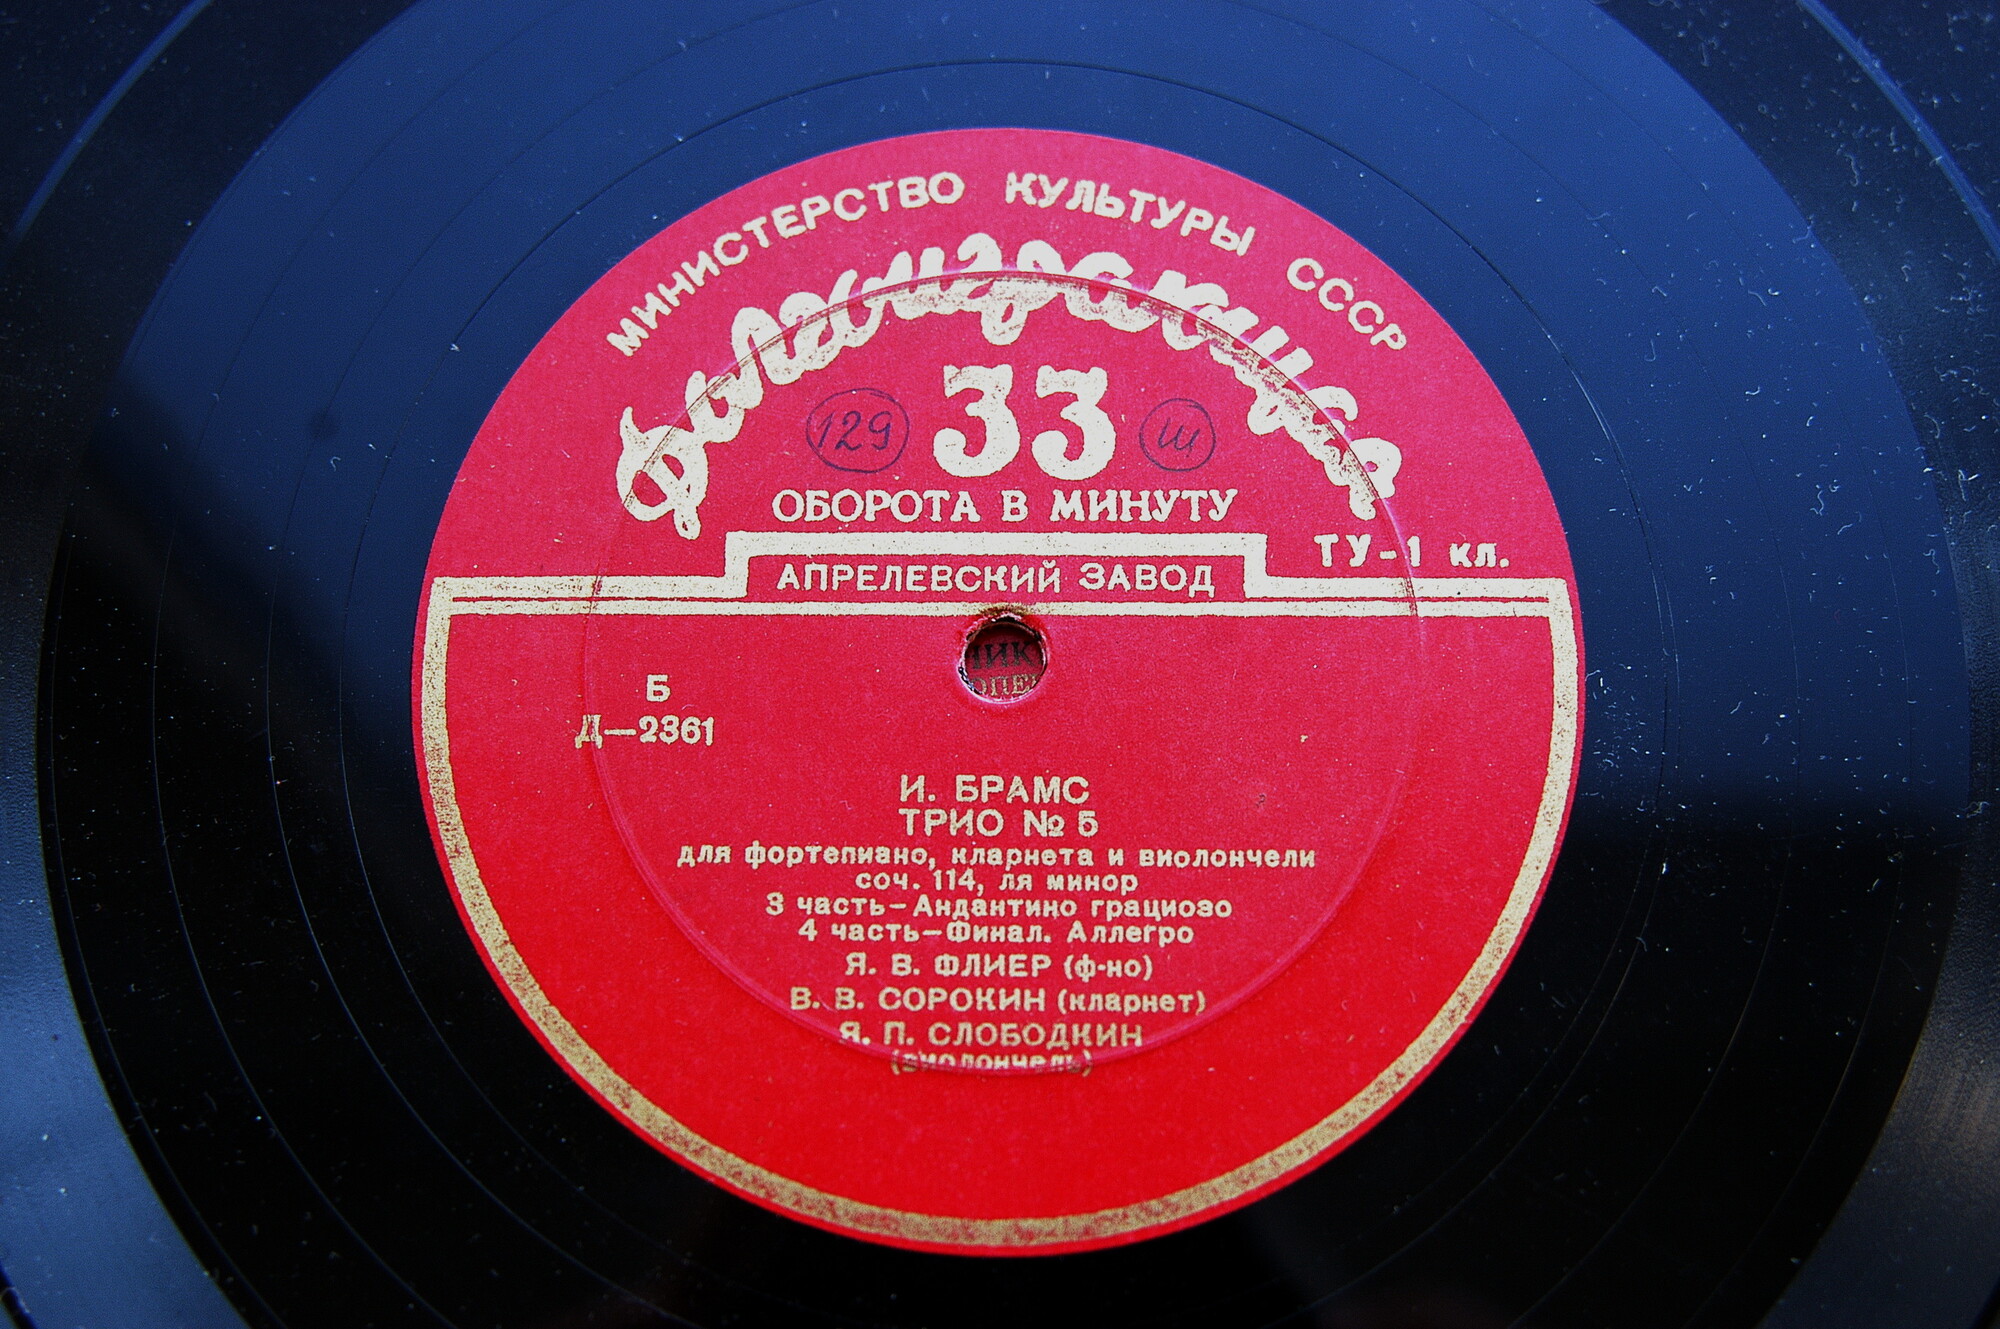 МИНИСТЕРСТВО КУЛЬТУРЫ СССР
Долгоиграющая
33
129
Ш
ОБОРОТА В МИНУТУ
ТУ-1 кл.
АПРЕЛЕВСКИЙ ЗАВОД
Б
Д—2361
И. БРАМС
ТРИО № 5
для фортепиано, кларнета и виолончели
соч. 114, ля минор
3 часть—Андантино грациозо
4 часть—Финал. Аллегро
Я. В. ФЛИЕР (ф-но)
В. В. СОРОКИН (кларнет)
Я. П. СЛОБОДКИН
(виолончель)